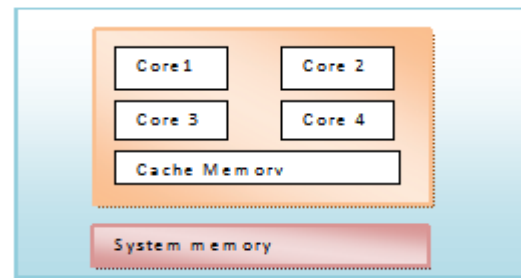 Core1
Core 2
Core 3
Core 4
Cache Memory
System memory